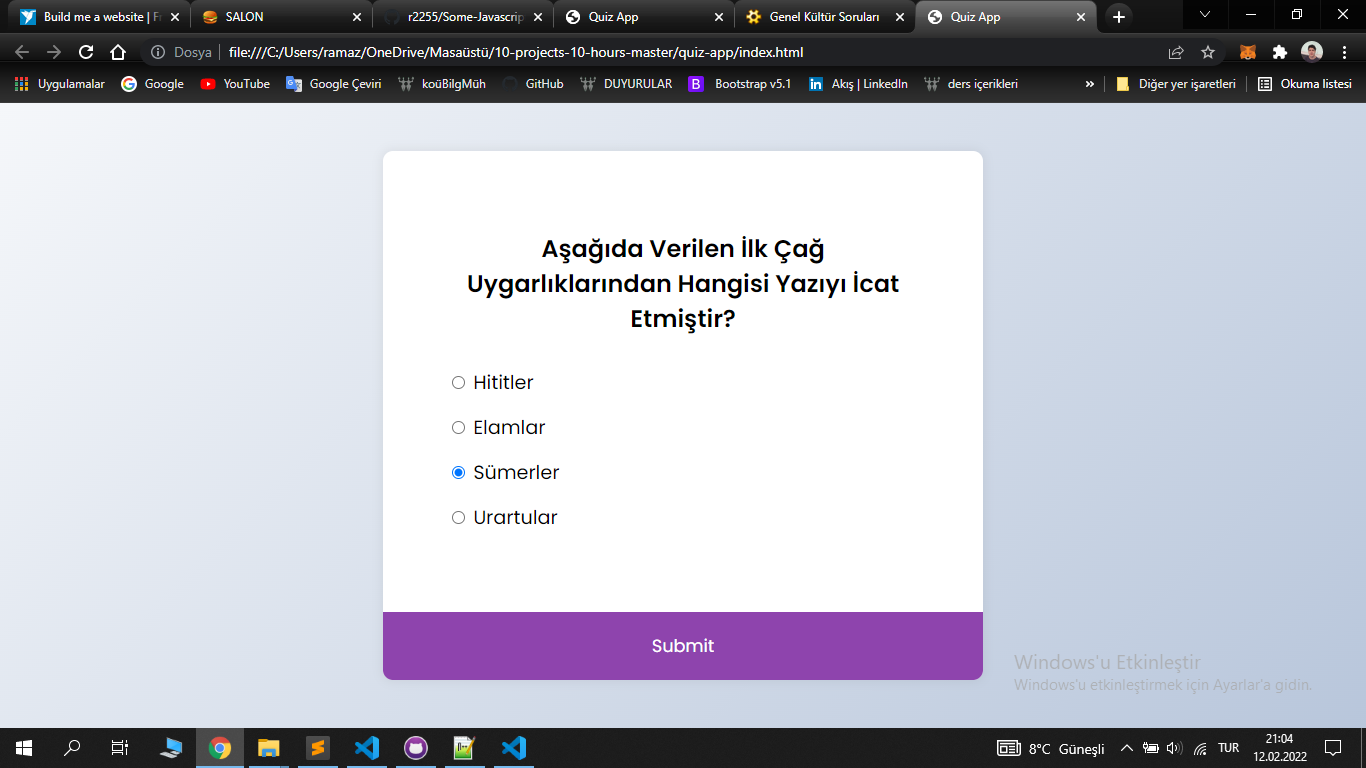 Build me a website | Fr
SALON
r2255/Some-Javascrip
Quiz App
Genel Kültür Soruları
Quiz App
Dosya
file:///C:/Users/ramaz/OneDrive/Masaüstü/10-projects-10-hours-master/quiz-app/index.html
Uygulamalar
Google
YouTube
Google Çeviri
koüBilgMüh
GitHub
DUYURULAR
B
Bootstrap v5.1
in
Akış | LinkedIn
ders içerikleri
»
Diğer yer işaretleri
Okuma listesi
Aşağıda Verilen İlk Çağ
Uygarlıklarından Hangisi Yazıyı İcat
Etmiştir?
Hititler
Elamlar
Sümerler
Urartular
Submit
Windows'u Etkinleştir
Windows'u etkinleştirmek için Ayarlar'a gidin.
8°C Güneşli
TUR
21:04
12.02.2022